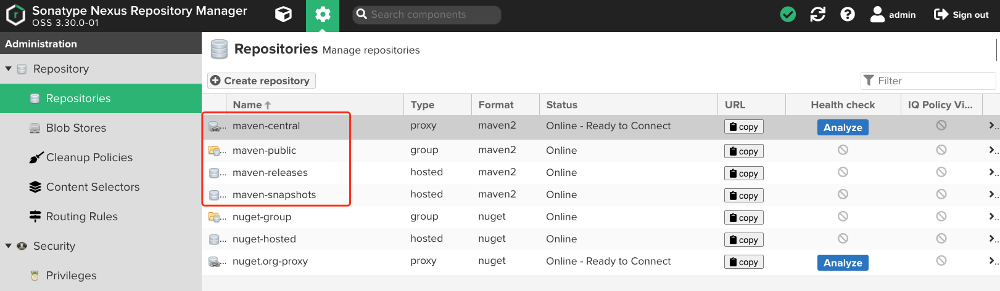 Sonatype Nexus Repository Manager
OSS 3.30.0-01
Search components
admin
Sign out
Administration
Repository
Repositories
Blob Stores
Cleanup Policies
Content Selectors
Routing Rules
Security
Privileges
Repositories Manage repositories
Create repository
Filter
Name Type Format Status URL Health check IQ Policy Vi...
... maven-central proxy maven2 Online - Ready to Connect copy Analyze ...
... maven-public group maven2 Online copy ...
... maven-releases hosted maven2 Online copy ...
... maven-snapshots hosted maven2 Online copy ...
... nuget-group group nuget Online copy ...
... nuget-hosted hosted nuget Online copy ...
... nuget.org-proxy proxy nuget Online - Ready to Connect copy Analyze ...